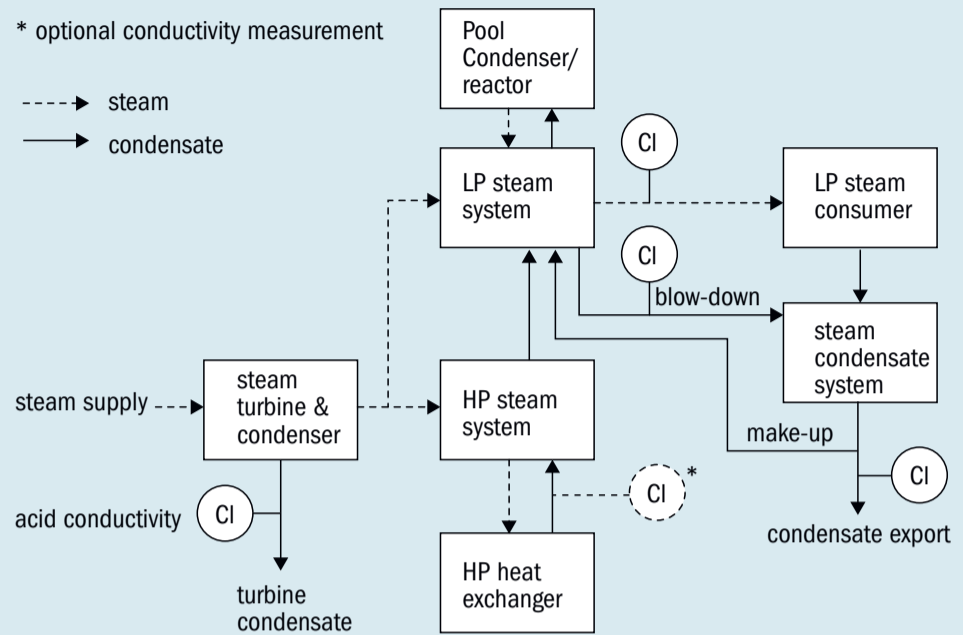 * optional conductivity measurement
steam
condensate
Pool
Condenser/
reactor
LP steam
system
CI
LP steam
consumer
CI
blow-down
steam
condensate
system
steam supply
steam
turbine &
condenser
HP steam
system
make-up
CI
*
CI
condensate export
acid conductivity
CI
turbine
condensate
HP heat
exchanger